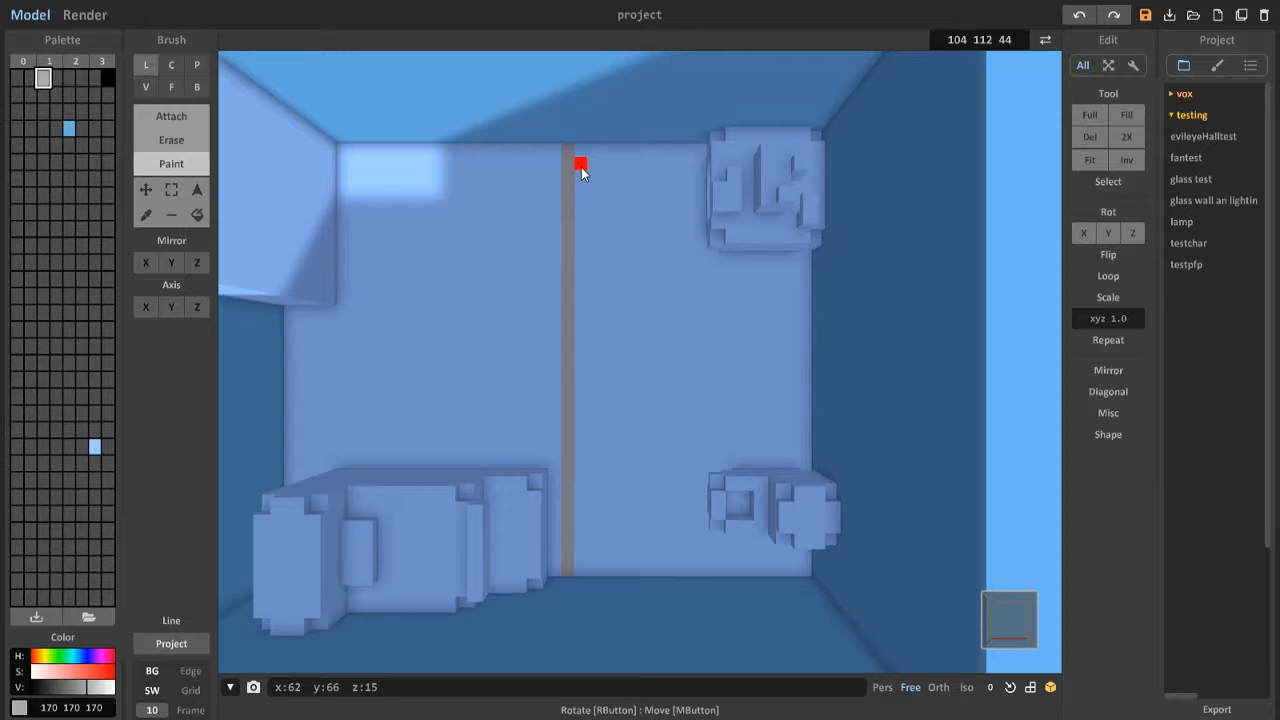 Model Render
project
Palette
Brush
104 112 44
Edit
Project
0 1 2 3
L C P
V F B
All
Attach
Erase
Paint
Tool
Full Fill
Del 2X
Fit Inv
Select
vox
testing
evileyeHalltest
fantest
glass test
glass wall an lightin
lamp
testchar
testpfp
Mirror
X Y Z
Axis
X Y Z
Rot
X Y Z
Flip
Loop
Scale
xyz 1.0
Repeat
Mirror
Diagonal
Misc
Shape
Line
Project
BG Edge
SW Grid
10 Frame
Color
H:
S:
V:
170 170 170
x:62 y:66 z:15
Pers Free Orth Iso 0
Rotate [RButton] : Move [MButton]
Export